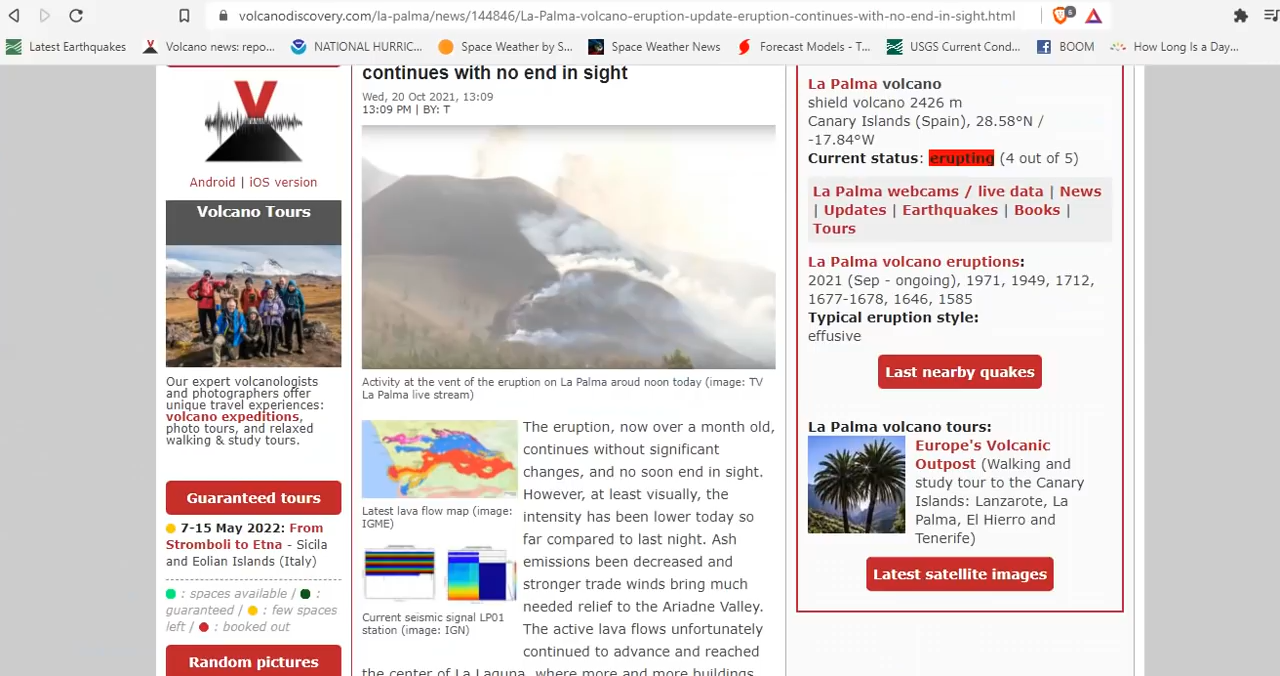 volcanodiscovery.com/la-palma/news/144846/La-Palma-volcano-eruption-update-eruption-continues-with-no-end-in-sight.html
6
Latest Earthquakes
Volcano news: repo...
NATIONAL HURRIC...
Space Weather by S...
Space Weather News
Forecast Models - T...
USGS Current Cond...
BOOM
How Long Is a Day...
Android | iOS version
Volcano Tours
Our expert volcanologists
and photographers offer
unique travel experiences:
volcano expeditions,
photo tours, and relaxed
walking & study tours.
Guaranteed tours
7-15 May 2022: From
Stromboli to Etna - Sicila
and Eolian Islands (Italy)
: spaces available / :
guaranteed / : few spaces
left / : booked out
Random pictures
continues with no end in sight
Wed, 20 Oct 2021, 13:09
13:09 PM | BY: T
Activity at the vent of the eruption on La Palma aroud noon today (image: TV
La Palma live stream)
Latest lava flow map (image:
IGME)
Current seismic signal LP01
station (image: IGN)
The eruption, now over a month old,
continues without significant
changes, and no soon end in sight.
However, at least visually, the
intensity has been lower today so
far compared to last night. Ash
emissions been decreased and
stronger trade winds bring much
needed relief to the Ariadne Valley.
The active lava flows unfortunately
continued to advance and reached
the center of La Laguna, where more and more buildings
La Palma volcano
shield volcano 2426 m
Canary Islands (Spain), 28.58°N /
-17.84°W
Current status: erupting (4 out of 5)
La Palma webcams / live data | News
| Updates | Earthquakes | Books |
Tours
La Palma volcano eruptions:
2021 (Sep - ongoing), 1971, 1949, 1712,
1677-1678, 1646, 1585
Typical eruption style:
effusive
Last nearby quakes
La Palma volcano tours:
Europe's Volcanic
Outpost (Walking and
study tour to the Canary
Islands: Lanzarote, La
Palma, El Hierro and
Tenerife)
Latest satellite images